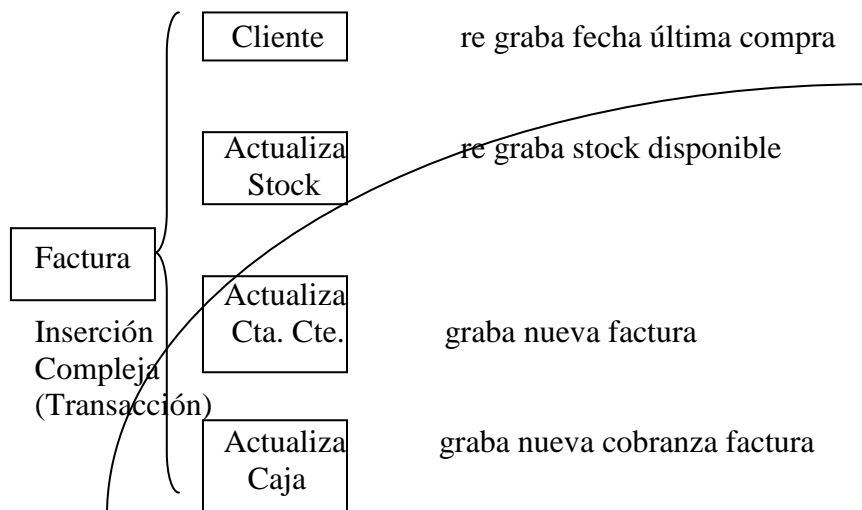 Cliente
re graba fecha última compra
Actualiza
Stock
re graba stock disponible
Factura
Inserción
Compleja
(Transacción)
Actualiza
Cta. Cte.
graba nueva factura
Actualiza
Caja
graba nueva cobranza factura